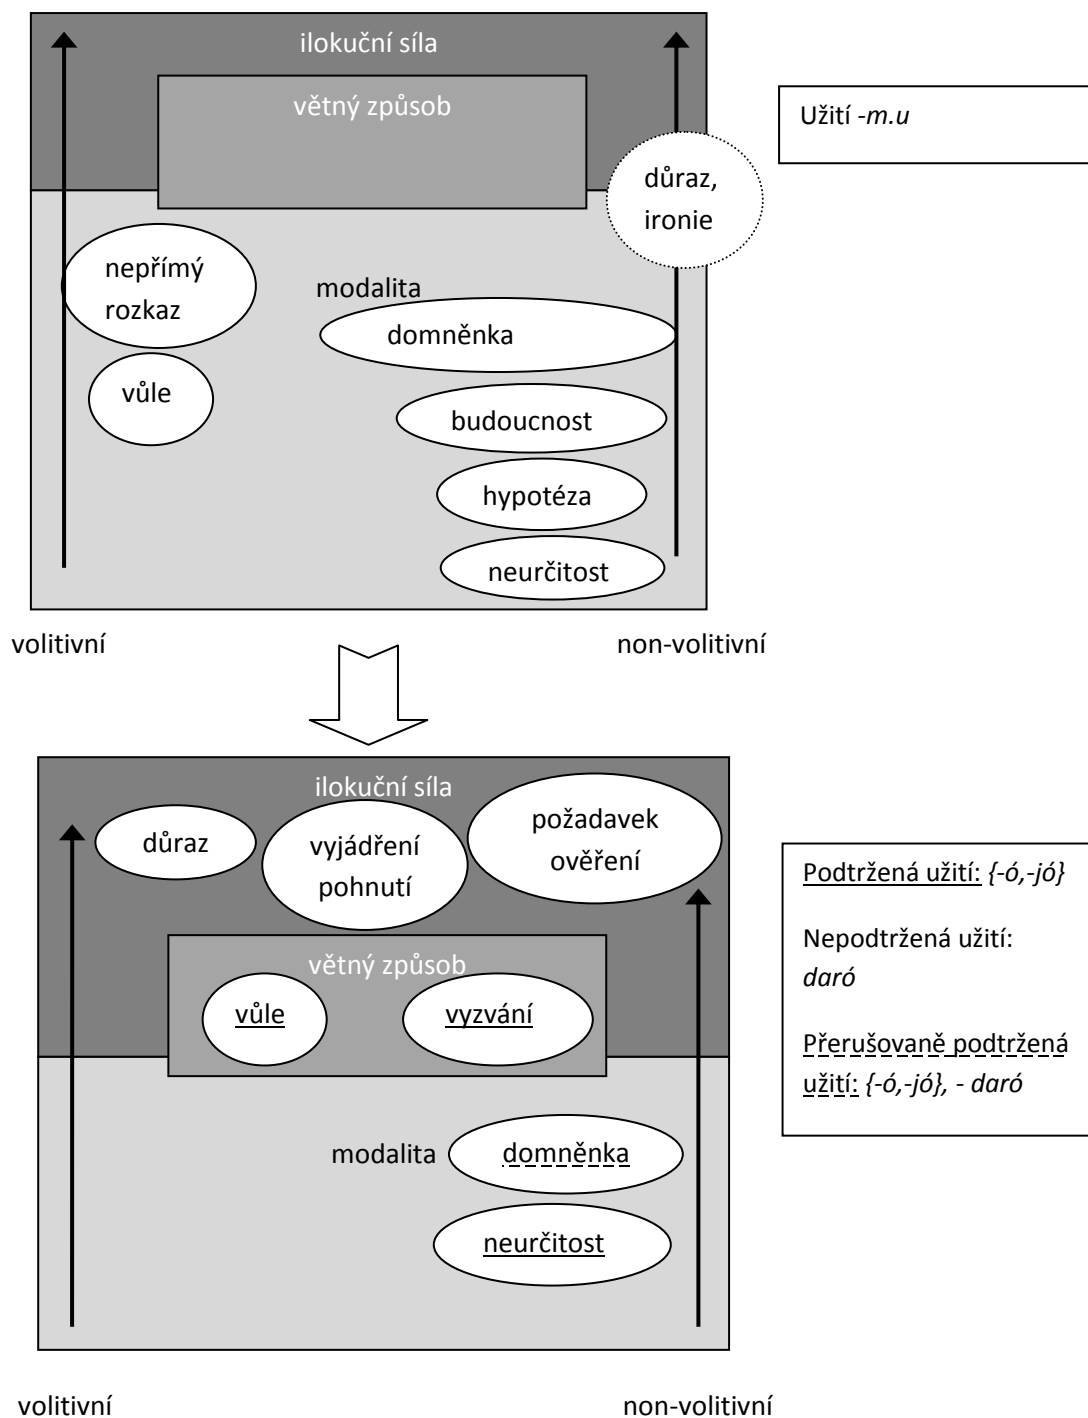 ilokuční síla
větný způsob
Užití -m.u
důraz,
ironie
nepřímý
rozkaz
modalita
domněnka
vůle
budoucnost
hypotéza
neurčitost
volitivní
non-volitivní
ilokuční síla
důraz
vyjádření
pohnutí
požadavek
ověření
větný způsob
vůle
vyzvání
modalita
domněnka
neurčitost
Podtržená užití: {-ó,-jó}
Nepodtržená užití:
daró
Přerušovaně podtržená
užití: {-ó,-jó}, - daró
volitivní
non-volitivní